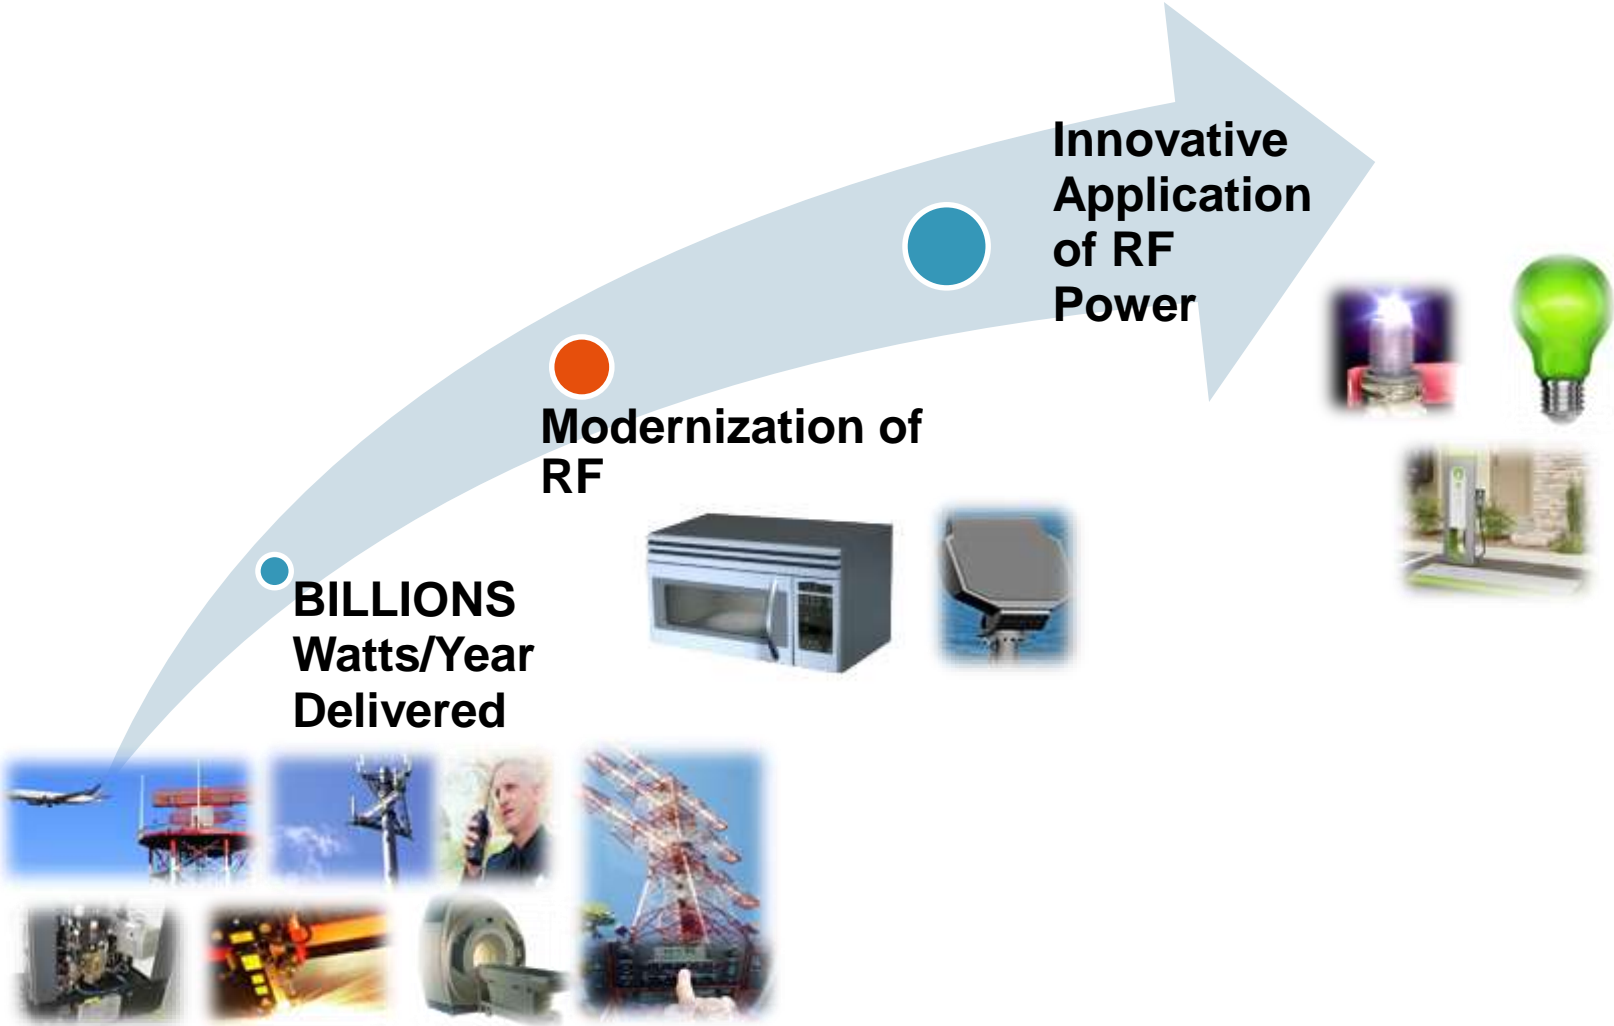 Innovative
Application
of RF
Power
Modernization of
RF
BILLIONS
Watts/Year
Delivered